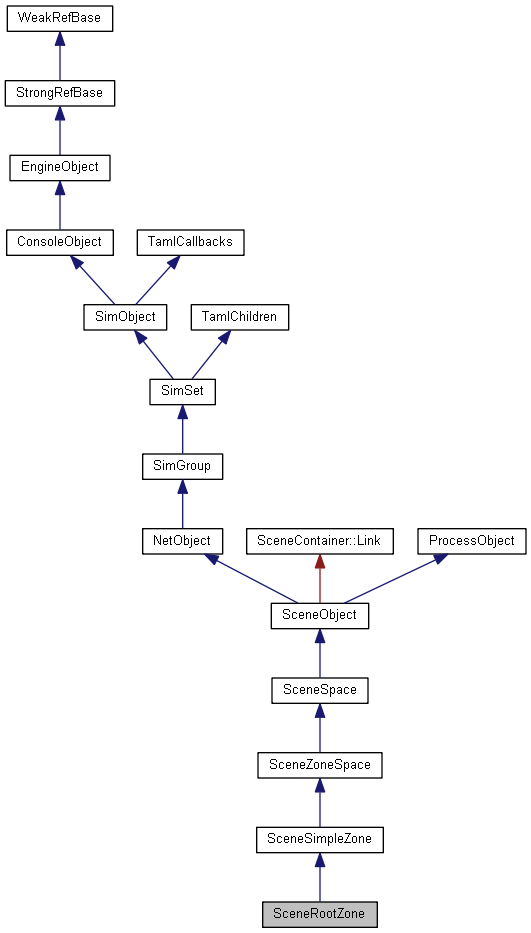 WeakRefBase
StrongRefBase
EngineObject
ConsoleObject
TamlCallbacks
SimObject
TamlChildren
SimSet
SimGroup
NetObject
SceneContainer::Link
ProcessObject
SceneObject
SceneSpace
SceneZoneSpace
SceneSimpleZone
SceneRootZone